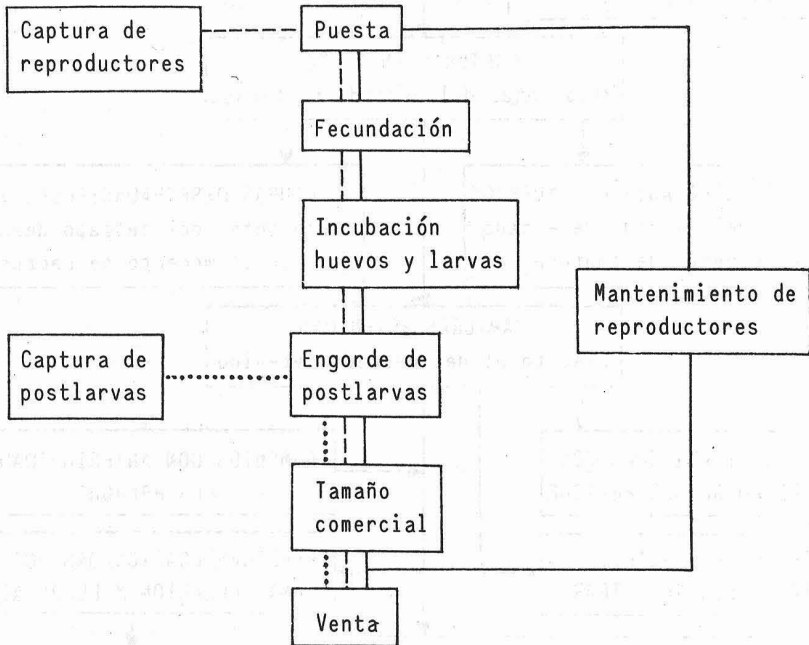 Captura de
reproductores
Puesta
Fecundación
Incubación
huevos y larvas
Mantenimiento de
reproductores
Captura de
postlarvas
Engorde de
postlarvas
Tamaño
comercial
Venta